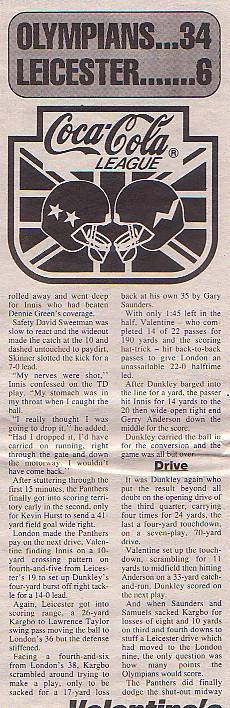 OLYMPIANS...34
LEICESTER.......6
Coca-Cola ®
LEAGUE
rolled away and went deep
for Innis who had beaten
Dennie Green's coverage.
Safety David Sweetman was
slow to react and the wideout
made the catch at the 10 and
dashed untouched to paydirt.
Skinner slotted the kick for a
7-0 lead.
"My nerves were shot,"
Innis confessed on the TD
play. "My stomach was in
my throat when I caught the
ball.
"I really thought I was
going to drop it," he added.
"Had I dropped it, I'd have
carried on running, right
through the gate and down
the motorway. I wouldn't
have come back."
After stuttering through the
first 15 minutes, the Panthers
finally got into scoring terri-
tory early in the second, only
for Kevin Hurst to send a 41-
yard field goal wide right.
London made the Panthers
pay on the next drive, Valen-
tine finding Innis on a 10-
yard crossing pattern on
fourth-and-five from Leices-
ter's 19 to set up Dunkley's
four-yard burst off right tack-
le for a 14-0 lead.
Again, Leicester got into
scoring range, a 26-yard
Kargbo to Lawrence Taylor
swing pass moving the ball to
London's 36 but the defense
stiffened.
Facing a fourth-and-six
from London's 38, Kargbo
scrambled around trying to
make a play, only to be
sacked for a 17-yard loss
back at his own 35 by Gary
Saunders.
With only 1:45 left in the
half, Valentine – who com-
pleted 14 of 22 passes for
190 yards and the scoring
hat-trick – hit back-to-back
passes to give London an
unassailable 22-0 halftime
led.
After Dunkley barged into
the line for a yard, the passer
hit Innis for 14 yards to the
20 then wide-open tight end
Gerry Anderson down the
middle for the score.
Dunkley carried the ball in
for the conversion and the
game was all but over.
Drive
It was Dunkley again who
put the result beyond all
doubt on the opening drive of
the third quarter, carrying
four times for 24 yards, the
last a four-yard touchdown,
on a seven-play, 70-yard
drive.
Valentine set up the touch-
down, scrambling for 11
yards to midfield then hitting
Anderson on a 33-yard catch-
and-run, Dunkley scored on
the next play.
And when Saunders and
Samuels sacked Kargbo for
losses of eight and 10 yards
on third and fourth downs to
stuff a Leicester drive which
had moved to the London
nine, the only question was
how many points the
Olympians would score.
The Panthers did finally
dodge the shut-out midway
Valentine's